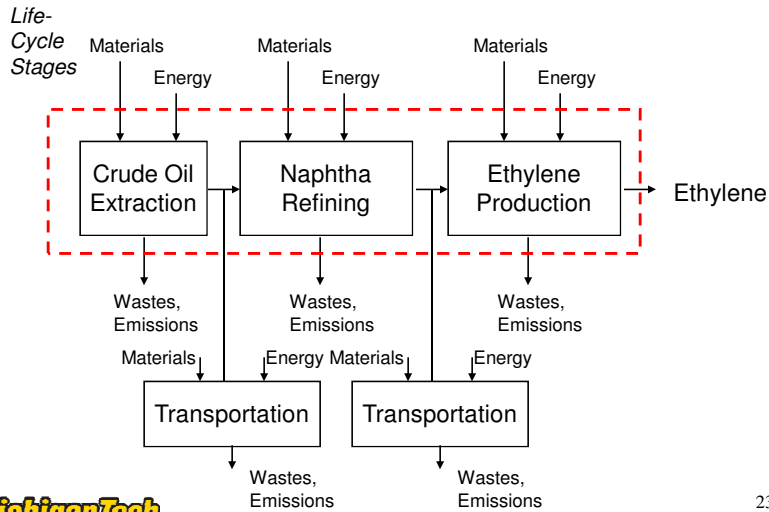 Life-
Cycle
Stages
Materials
Materials
Materials
Energy
Energy
Energy
Crude Oil
Extraction
Naphtha
Refining
Ethylene
Production
Ethylene
Wastes,
Emissions
Wastes,
Emissions
Wastes,
Emissions
Materials
Energy
Materials
Energy
Transportation
Transportation
Wastes,
Emissions
Wastes,
Emissions
23